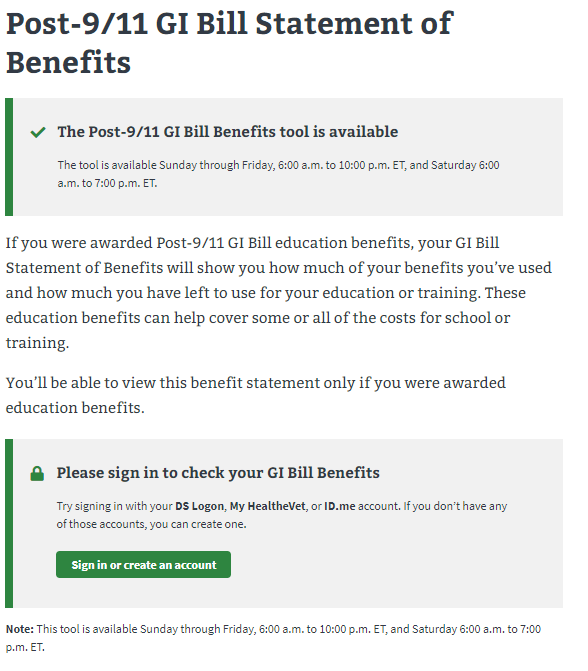 Post-9/11 GI Bill Statement of
Benefits
The Post-9/11 GI Bill Benefits tool is available
The tool is available Sunday through Friday, 6:00 a.m. to 10:00 p.m. ET, and Saturday 6:00
a.m. to 7:00 p.m. ET.
If you were awarded Post-9/11 GI Bill education benefits, your GI Bill
Statement of Benefits will show you how much of your benefits you’ve used
and how much you have left to use for your education or training. These
education benefits can help cover some or all of the costs for school or
training.
You’ll be able to view this benefit statement only if you were awarded
education benefits.
Please sign in to check your GI Bill Benefits
Try signing in with your DS Logon, My HealtheVet, or ID.me account. If you don’t have any
of those accounts, you can create one.
Sign in or create an account
Note: This tool is available Sunday through Friday, 6:00 a.m. to 10:00 p.m. ET, and Saturday 6:00 a.m. to 7:00
p.m. ET.